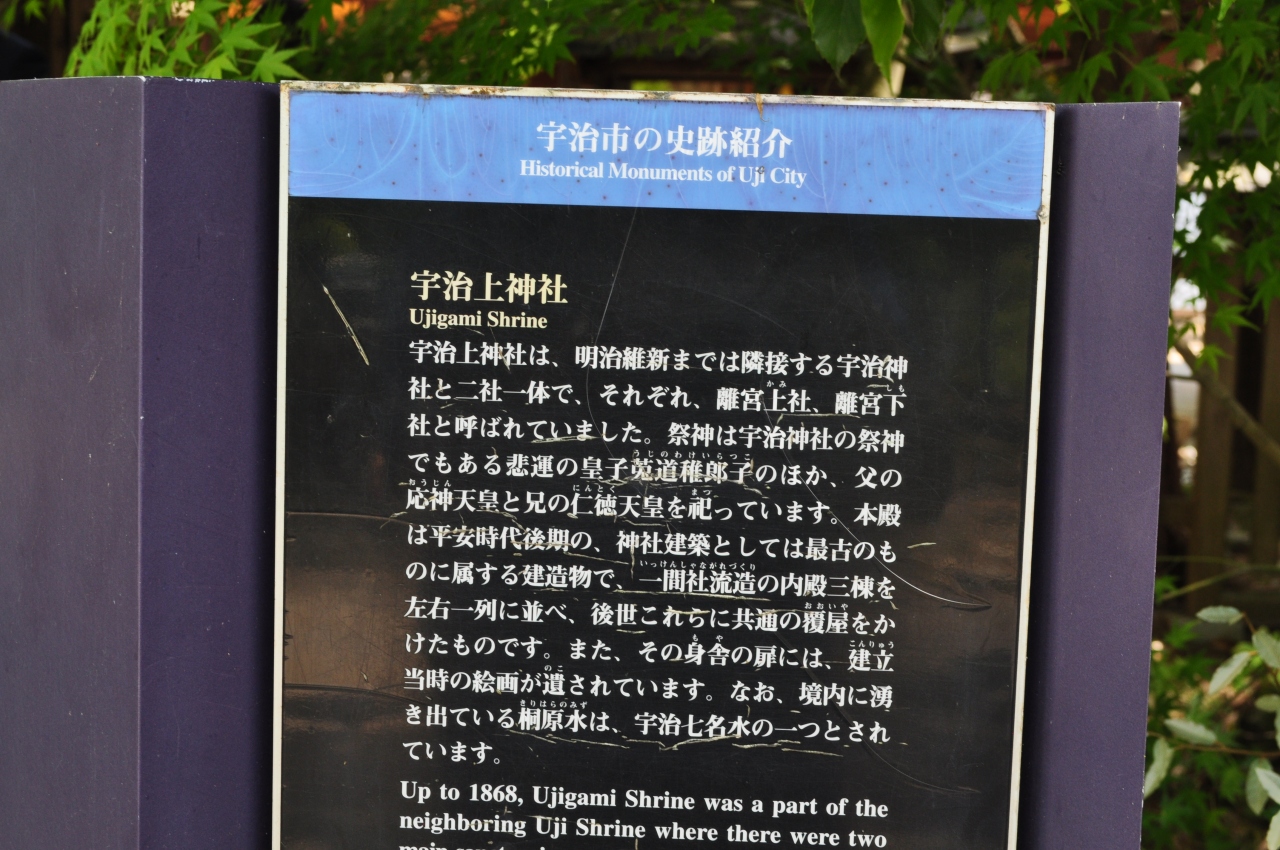 宇治市の史跡紹介
Historical Monuments of Uji City
宇治上神社
Ujigami Shrine
宇治上神社は、明治維新までは隣接する宇治神
社と二社一体で、それぞれ、離宮上社、離宮下
社と呼ばれていました。祭神は宇治神社の祭神
でもある悲運の皇子莵道稚郎子のほか、父の
応神天皇と兄の仁徳天皇を祀っています。本殿
は平安時代後期の、神社建築としては最古のも
のに属する建造物で、一間社流造の内殿三棟を
左右一列に並べ、後世これらに共通の覆屋をか
けたものです。また、その身舎の扉には、建立
当時の絵画が遺されています。なお、境内に湧
き出ている桐原水は、宇治七名水の一つとされ
ています。
Up to 1868, Ujigami Shrine was a part of the
neighboring Uji Shrine where there were two